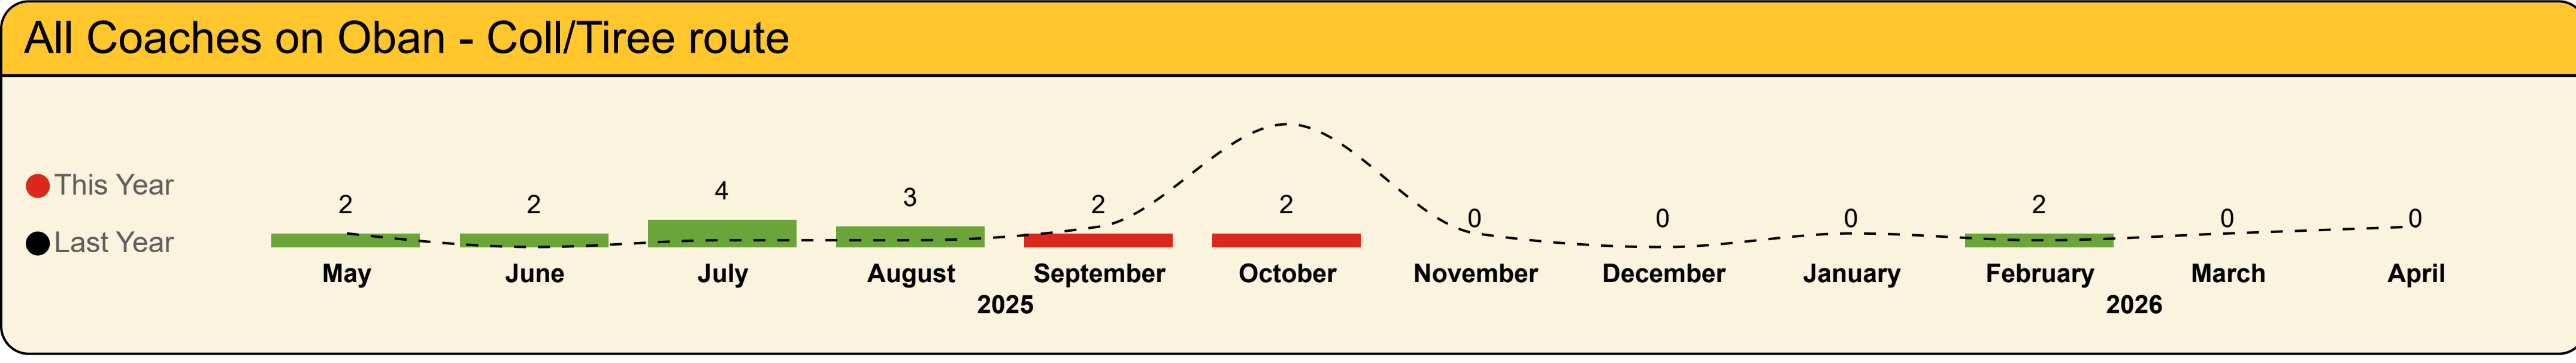 All Coaches on Oban - Coll/Tiree route
This Year
Last Year
2 2 4 3 2 2 0 0 0 2 0 0
May June July August September October November December January February March April
2025 2026